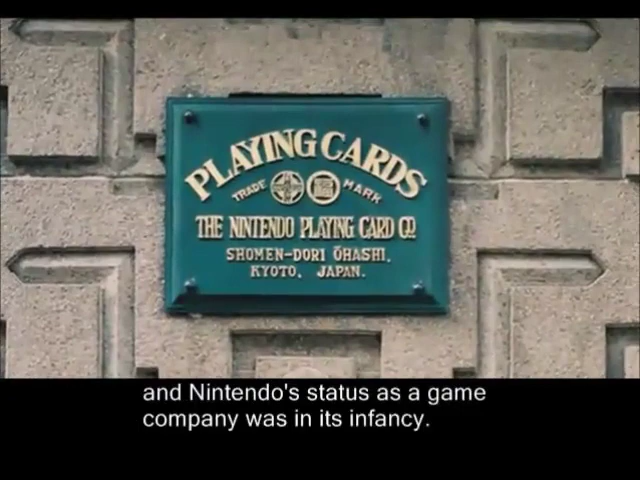 PLAYING CARDS
TRADE MARK
THE NINTENDO PLAYING CARD CO.
SHOMEN-DORI ŌHASHI,
KYOTO, JAPAN.
and Nintendo's status as a game
company was in its infancy.